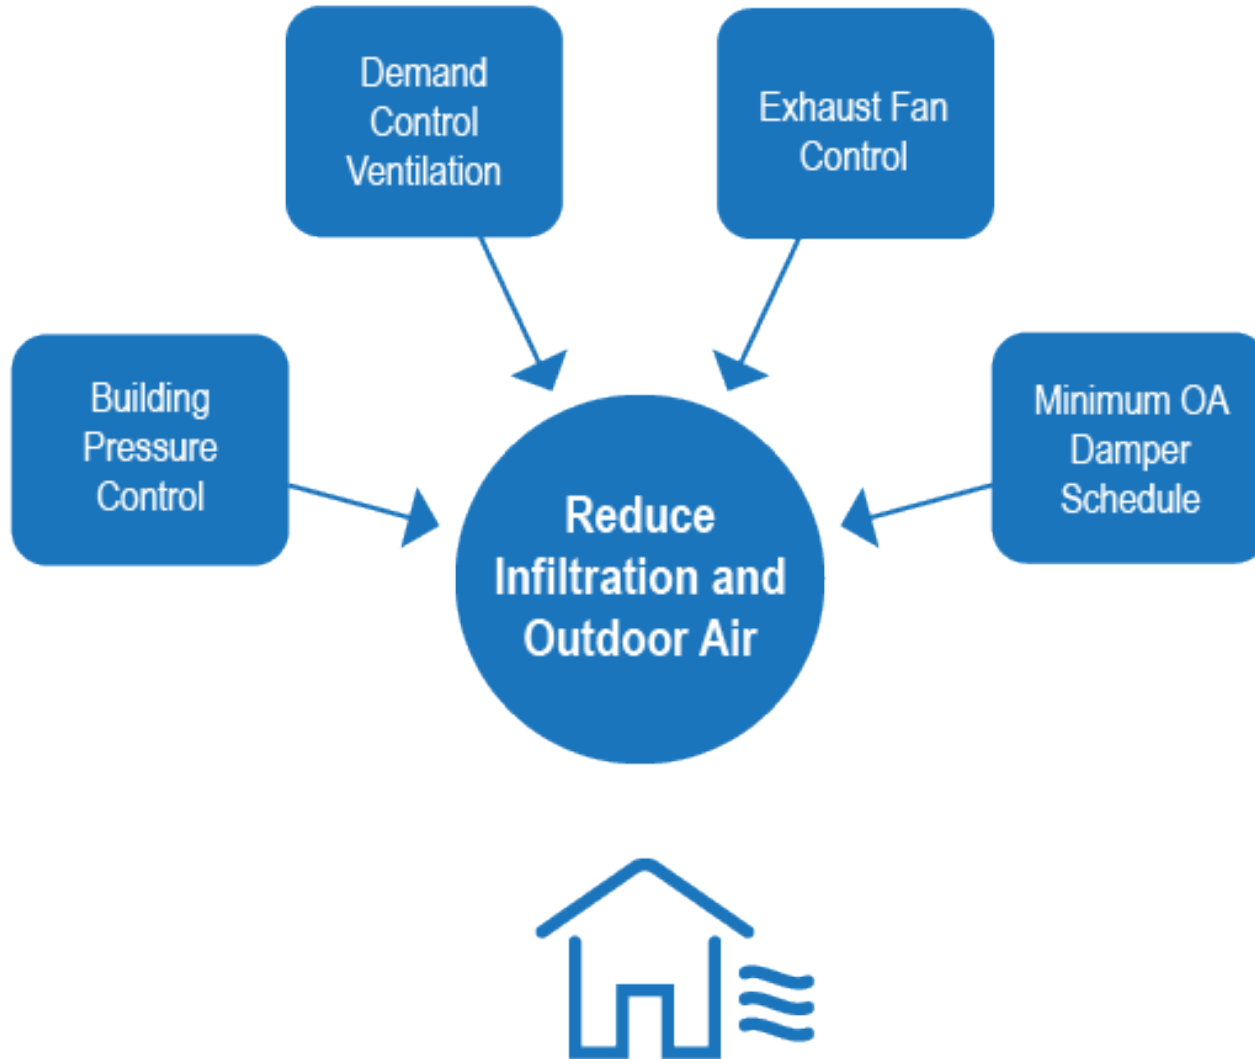 Demand
Control
Ventilation
Exhaust Fan
Control
Building
Pressure
Control
Minimum OA
Damper
Schedule
Reduce
Infiltration and
Outdoor Air